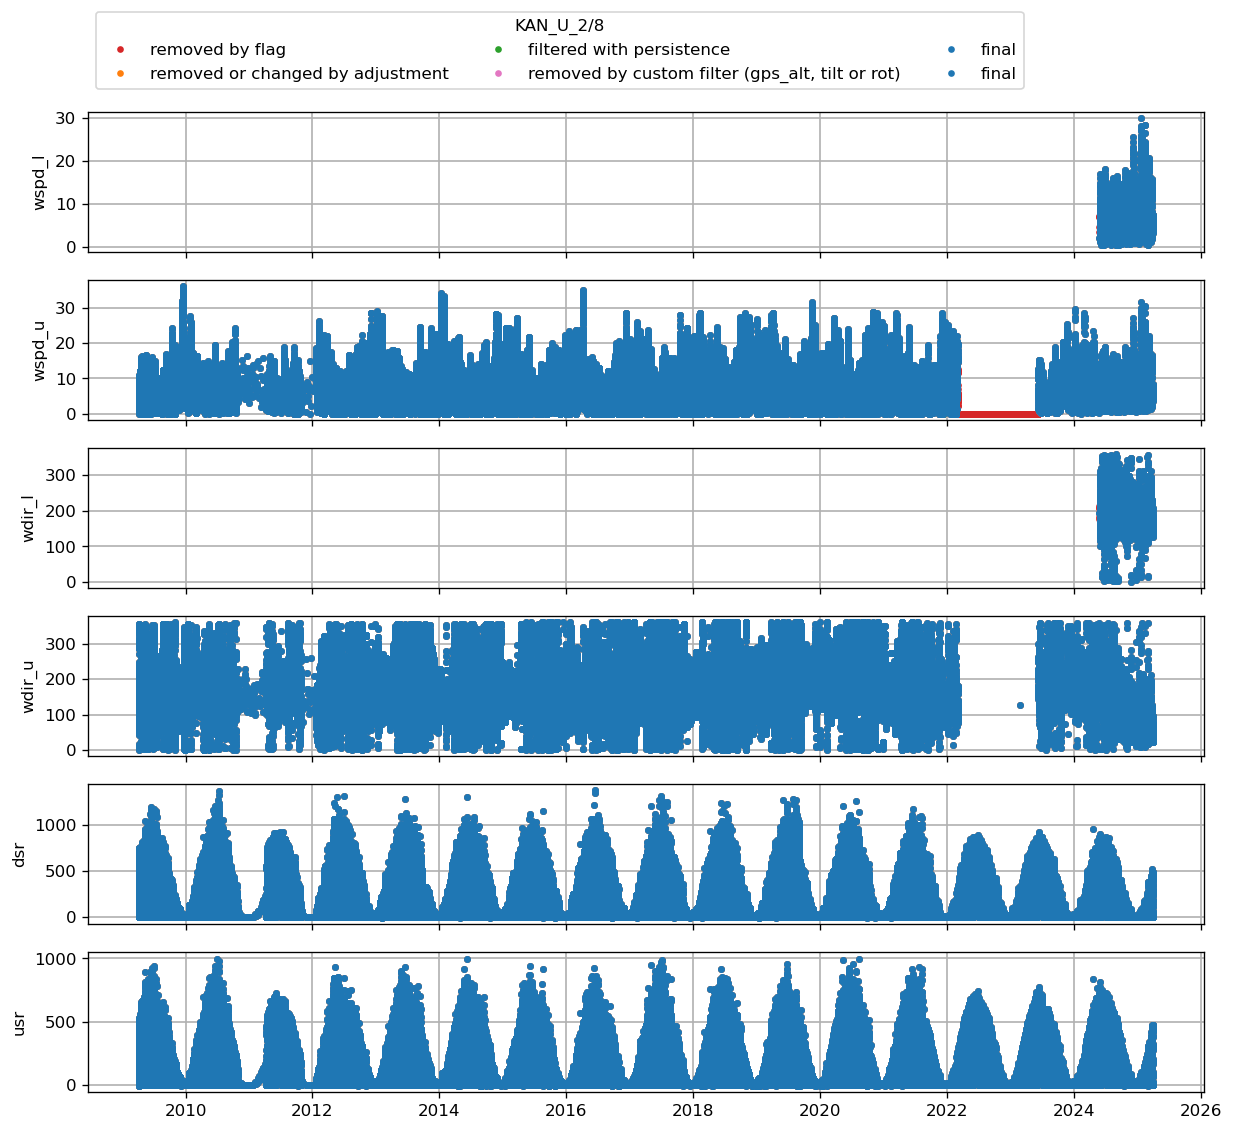 KAN_U_2/8
removed by flag
filtered with persistence
final
removed or changed by adjustment
removed by custom filter (gps_alt, tilt or rot)
final
30
20
10
0
wspd_l
30
20
10
0
wspd_u
300
200
100
0
wdir_l
300
200
100
0
wdir_u
1000
500
0
dsr
1000
500
0
usr
2010 2012 2014 2016 2018 2020 2022 2024 2026